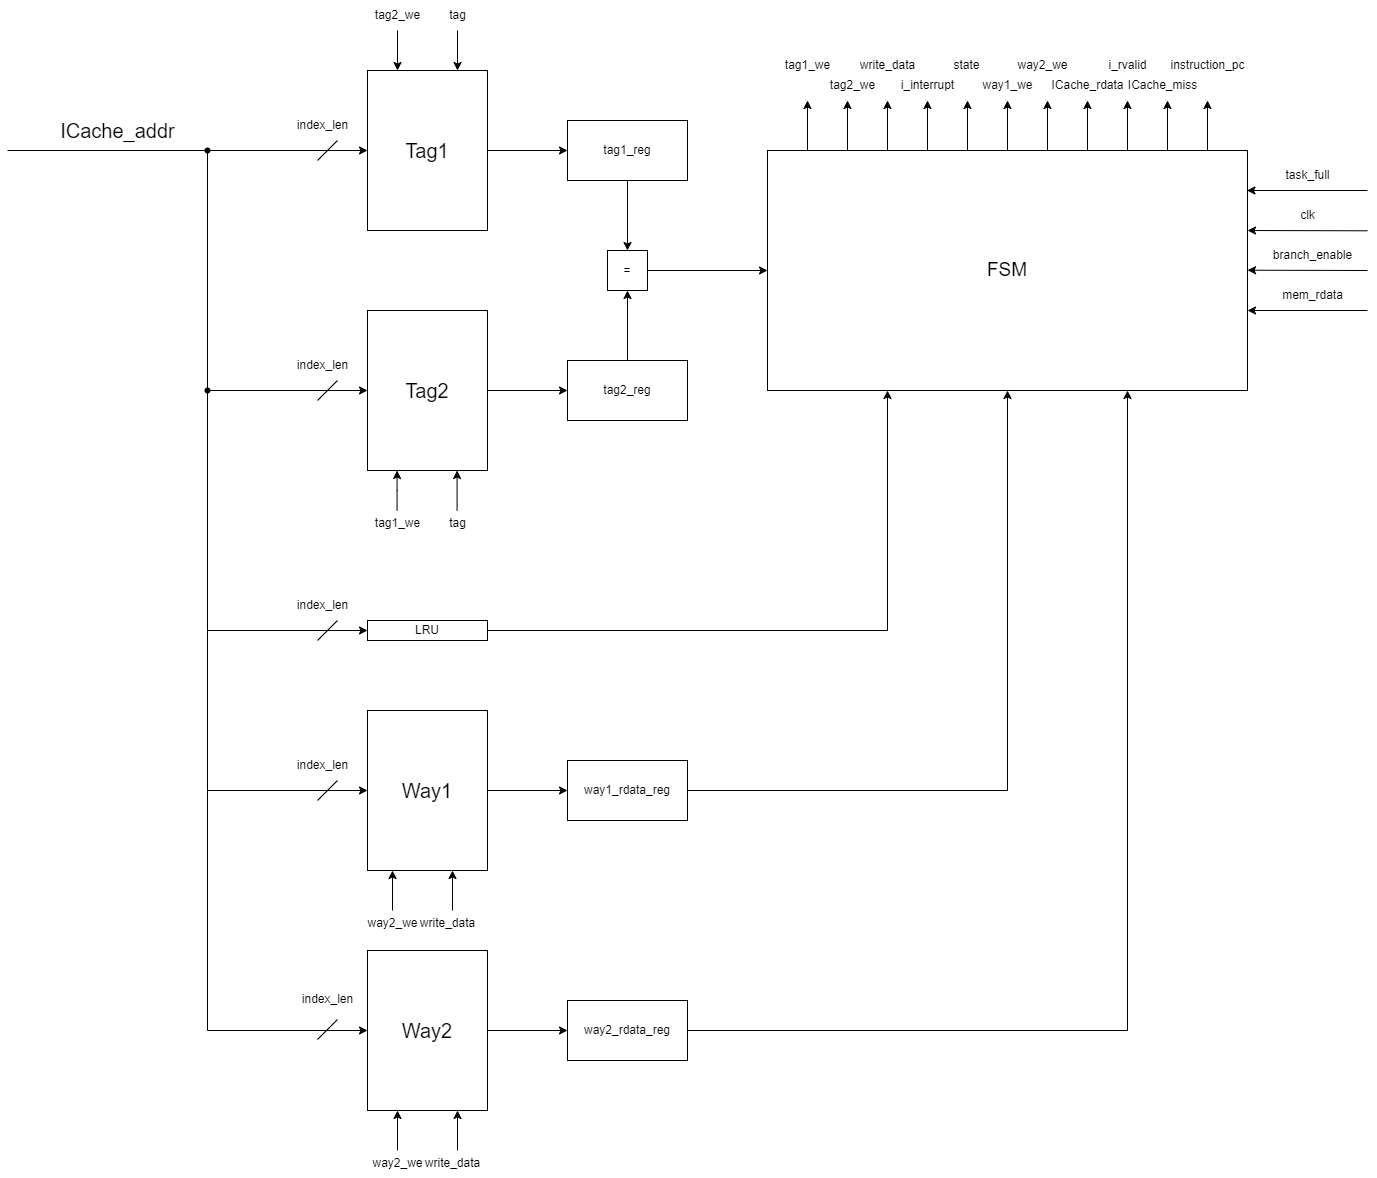 tag2_we tag
tag1_we write_data state way2_we i_rvalid instruction_pc
tag2_we i_interrupt way1_we ICache_rdata ICache_miss
ICache_addr
index_len
Tag1
tag1_reg
task_full
clk
branch_enable
mem_rdata
=
FSM
index_len
Tag2
tag2_reg
tag1_we tag
index_len
LRU
index_len
Way1
way1_rdata_reg
way2_we write_data
index_len
Way2
way2_rdata_reg
way2_we write_data